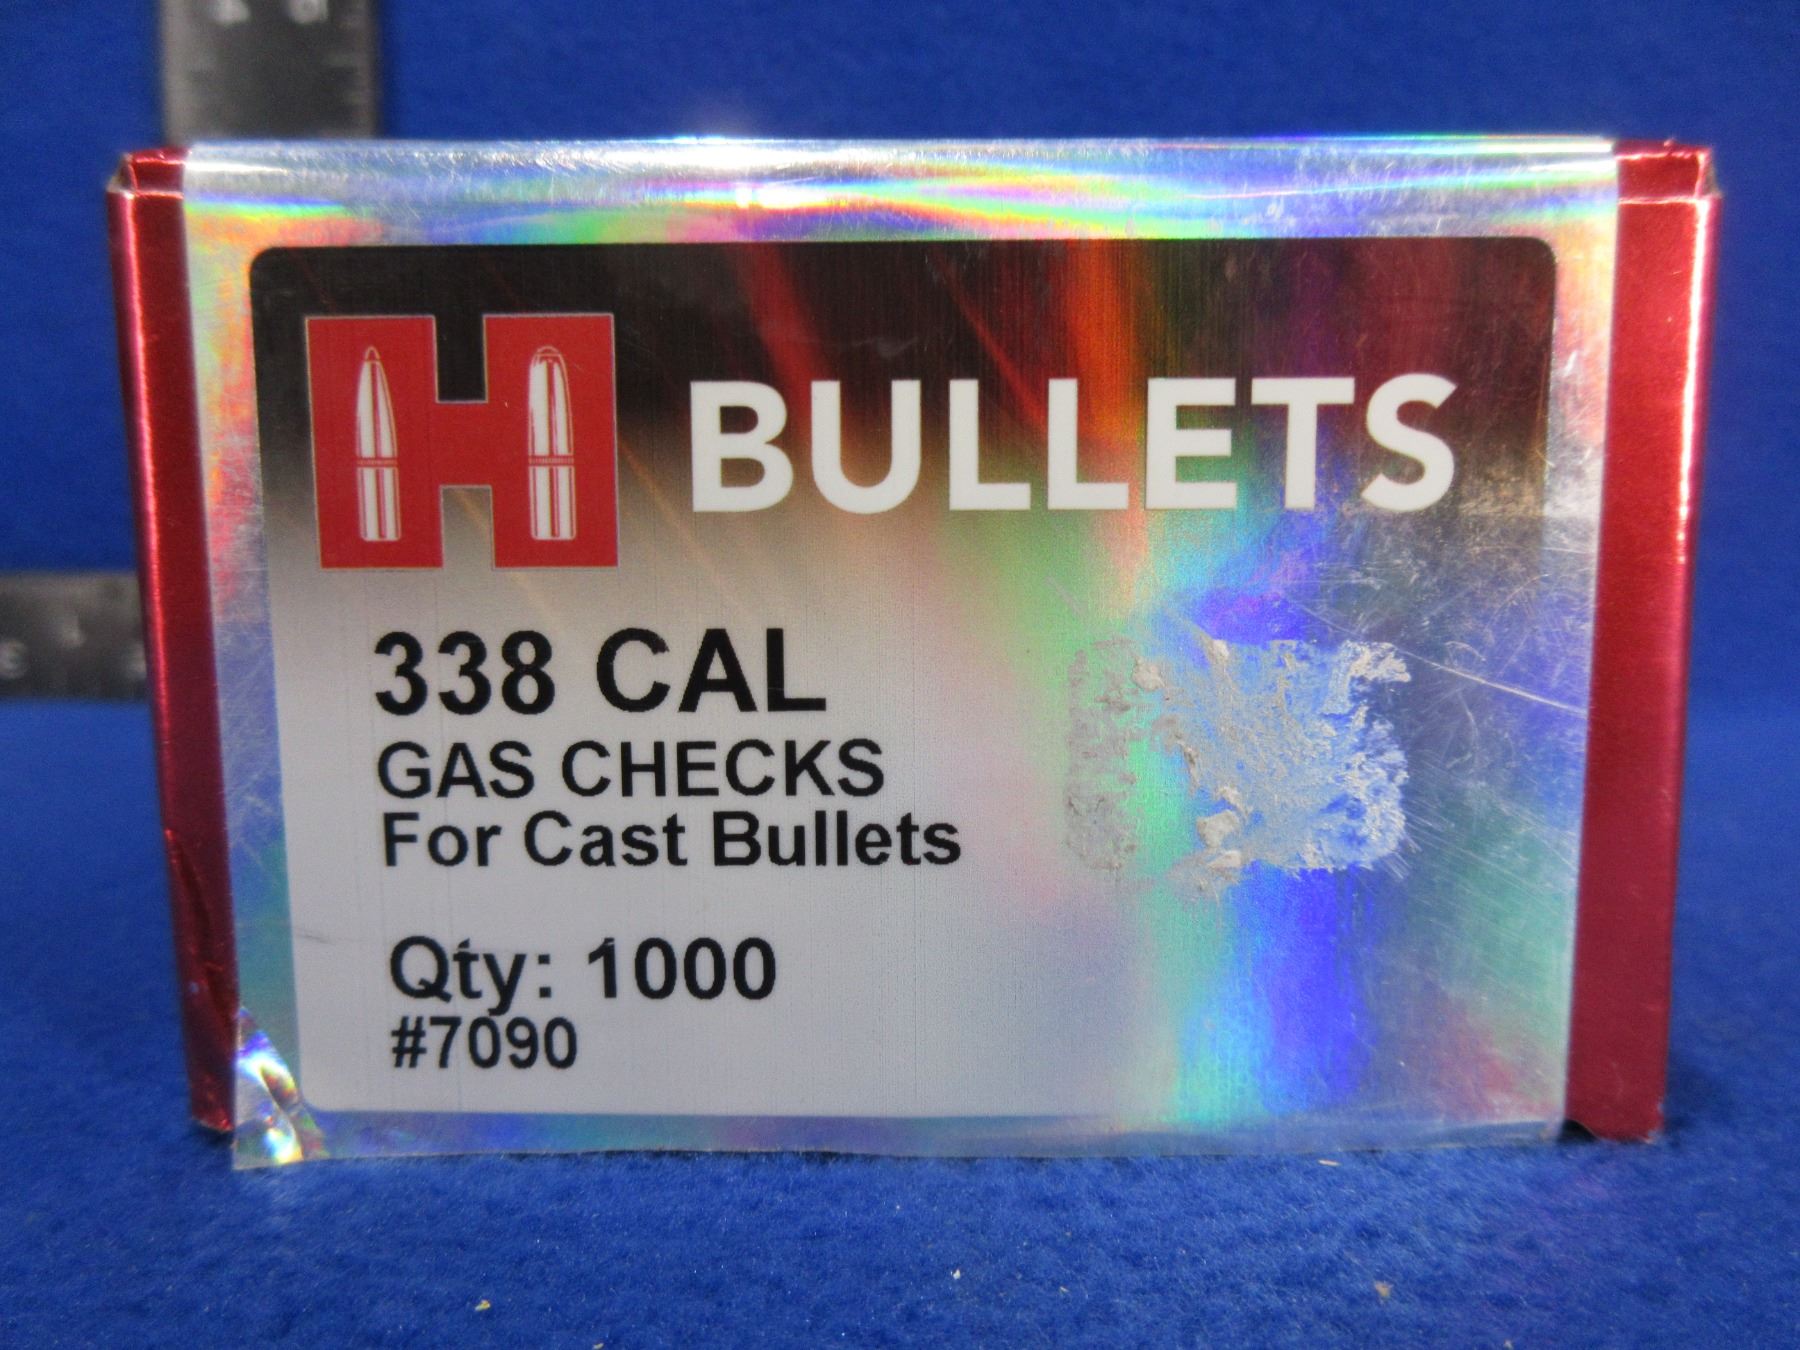 H BULLETS
338 CAL
GAS CHECKS
For Cast Bullets
Qty: 1000
#7090